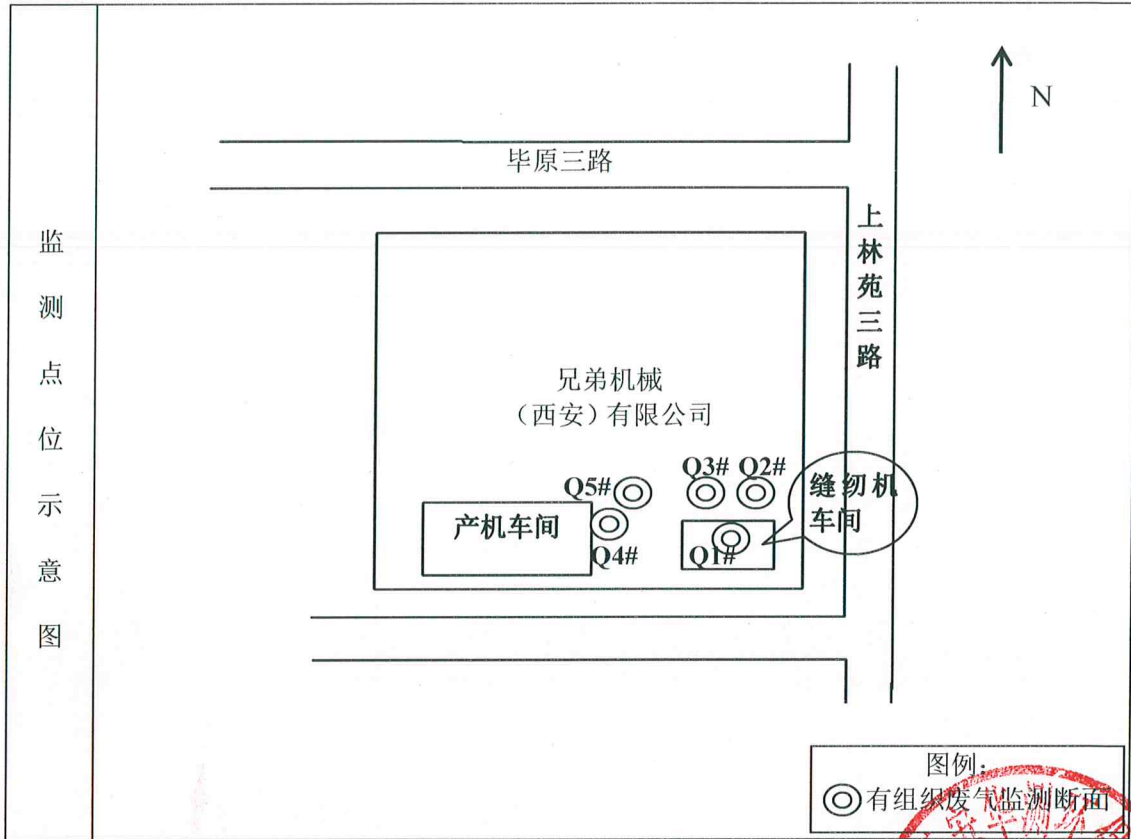 监测点位示意图
N
毕原三路
上林苑三路
兄弟机械
（西安）有限公司
Q3# Q2#
Q5#
缝纫机
车间
产机车间
Q4#
Q1#
图例:
有组织废气监测断面